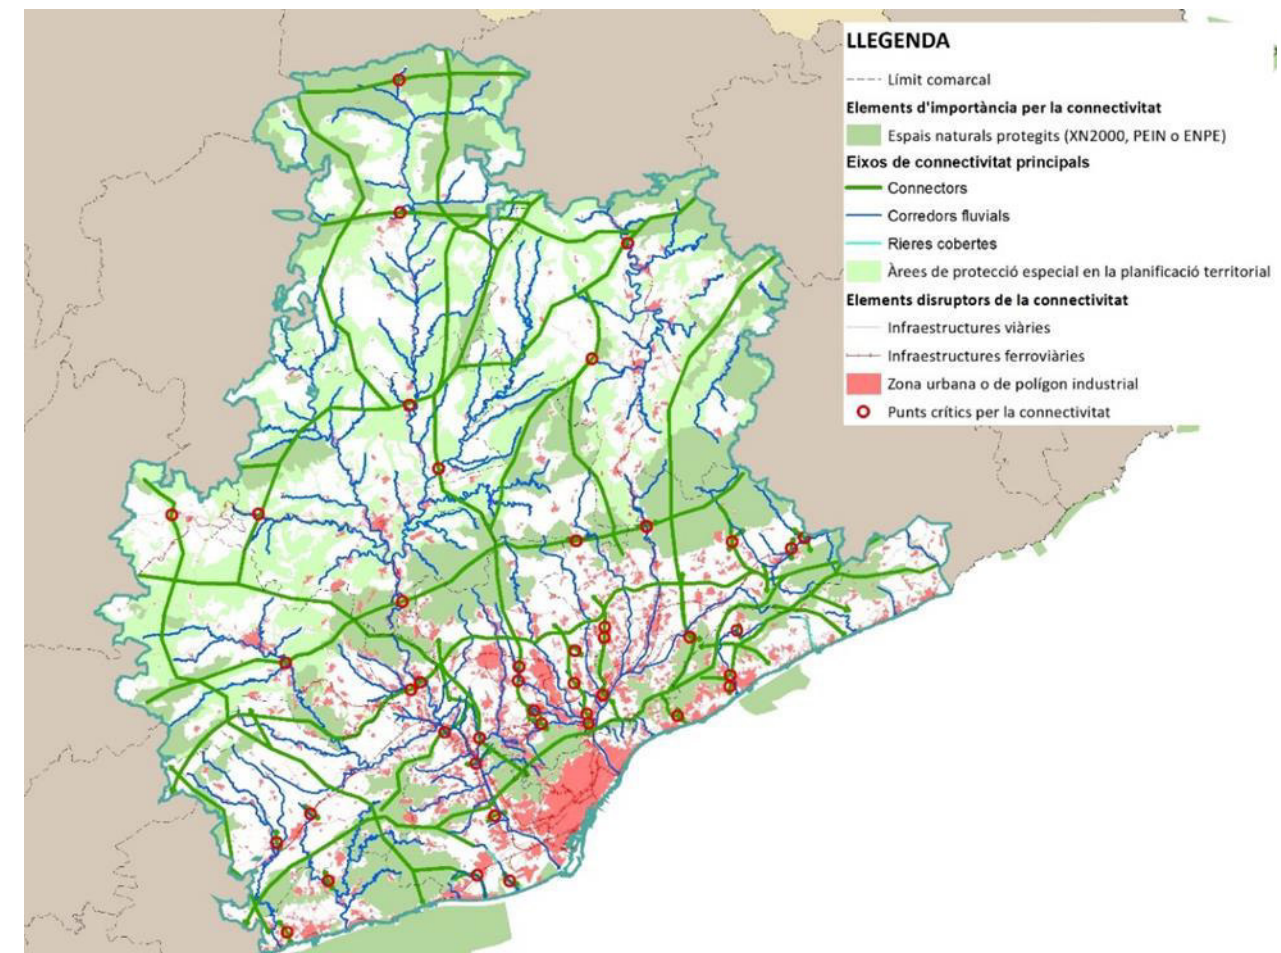 LLEGENDA
Límit comarcal
Elements d'importància per la connectivitat
Espais naturals protegits (XN2000, PEIN o ENPE)
Eixos de connectivitat principals
Connectors
Corredors fluvials
Rieres cobertes
Àrees de protecció especial en la planificació territorial
Elements disruptors de la connectivitat
Infraestructures viàries
Infraestructures ferroviàries
Zona urbana o de polígon industrial
Punts crítics per la connectivitat